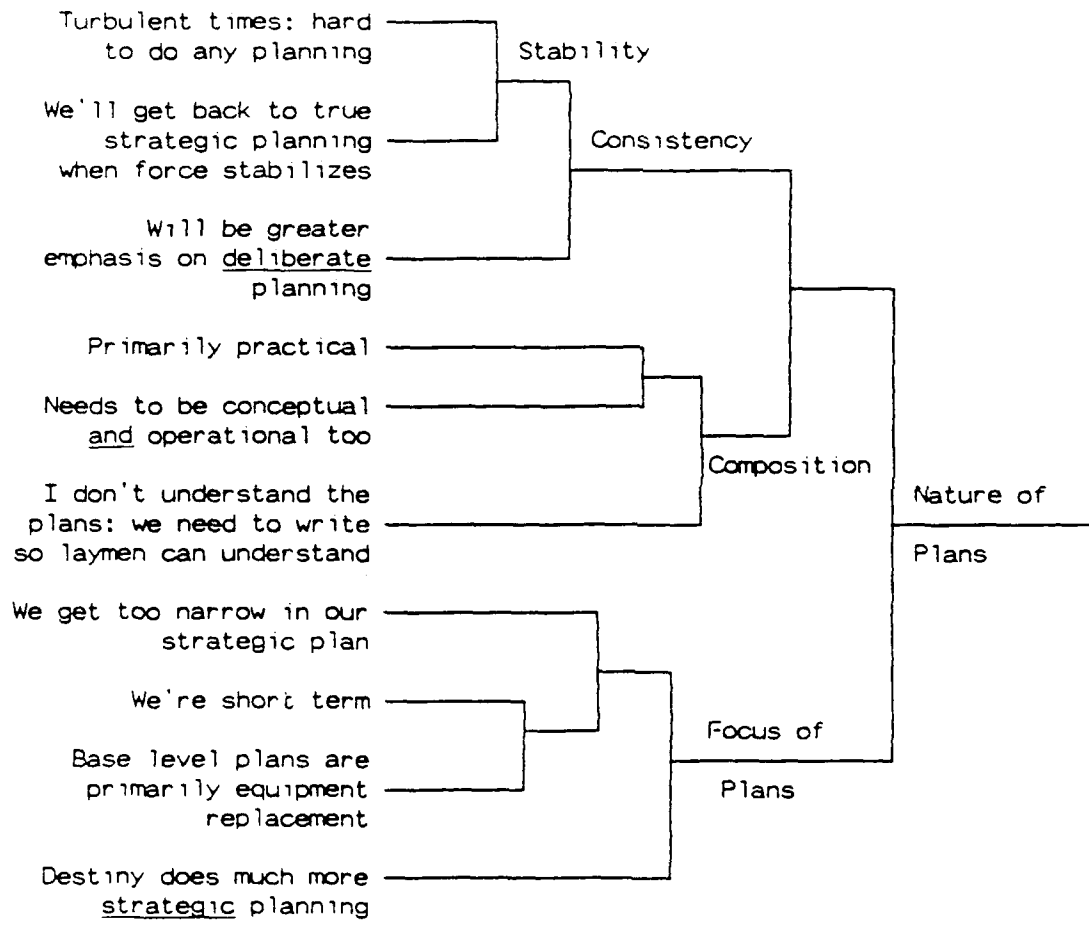 Turbulent times: hard
to do any planning
Stability
We'll get back to true
strategic planning
when force stabilizes
Consistency
Will be greater
emphasis on deliberate
planning
Primarily practical
Needs to be conceptual
and operational too
Composition
I don't understand the
plans: we need to write
so laymen can understand
Nature of
Plans
We get too narrow in our
strategic plan
We're short term
Base level plans are
primarily equipment
replacement
Focus of
Plans
Destiny does much more
strategic planning